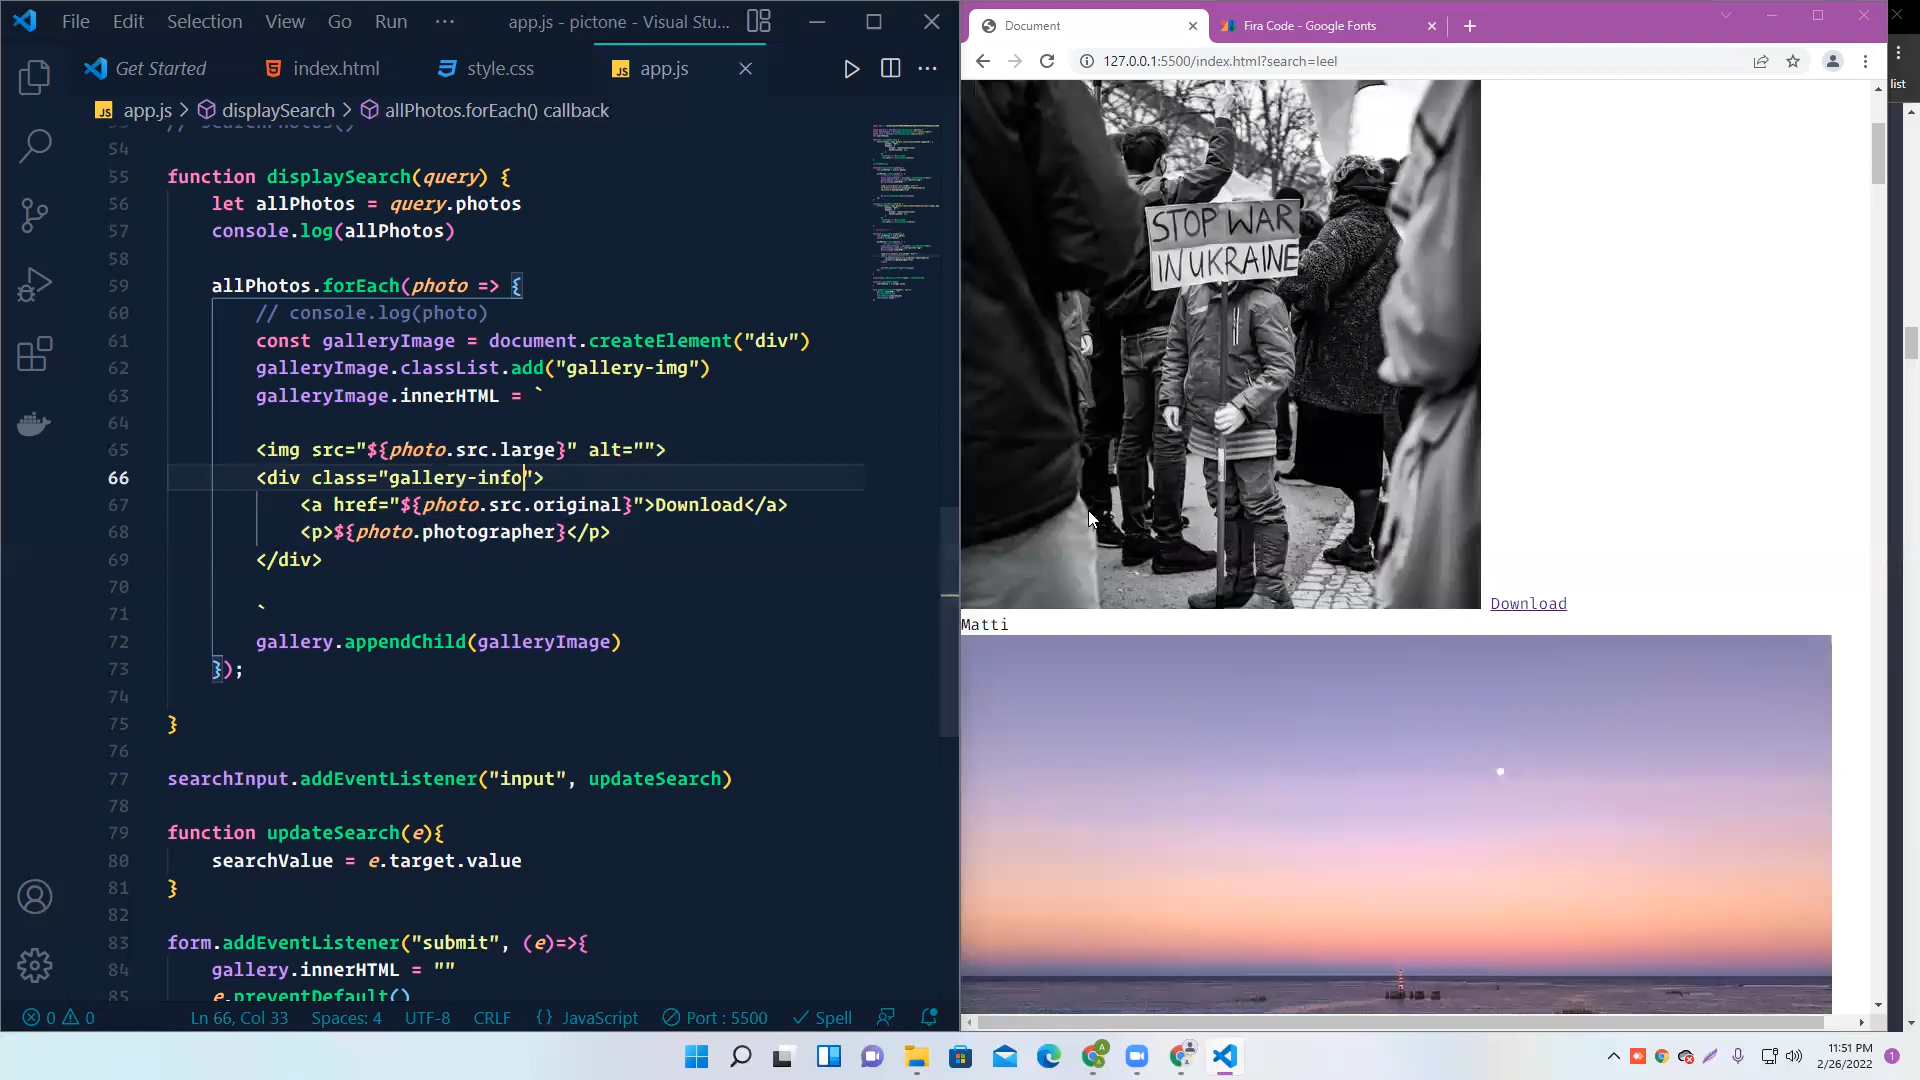 File Edit Selection View Go Run ··· app.js - pictone - Visual Stu...
Get Started index.html style.css app.js
app.js > displaySearch > allPhotos.forEach() callback
54
55 function displaySearch(query) {
56 let allPhotos = query.photos
57 console.log(allPhotos)
58
59 allPhotos.forEach(photo => {
60 // console.log(photo)
61 const galleryImage = document.createElement("div")
62 galleryImage.classList.add("gallery-img")
63 galleryImage.innerHTML = `
64
65 <img src="${photo.src.large}" alt="">
66 <div class="gallery-info">
67 <a href="${photo.src.original}">Download</a>
68 <p>${photo.photographer}</p>
69 </div>
70
71 `
72 gallery.appendChild(galleryImage)
73 });
74
75 }
76
77 searchInput.addEventListener("input", updateSearch)
78
79 function updateSearch(e){
80 searchValue = e.target.value
81 }
82
83 form.addEventListener("submit", (e)=>{
84 gallery.innerHTML = ""
85 e.preventDefault()
0 0 Ln 66, Col 33 Spaces: 4 UTF-8 CRLF {} JavaScript Port : 5500 Spell
Document Fira Code - Google Fonts
127.0.0.1:5500/index.html?search=leel
list
STOP WAR
IN UKRAINE
Download
Matti
11:51 PM
2/26/2022
1